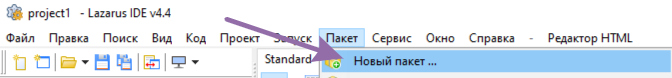 project1 - Lazarus IDE v4.4
Файл Правка Поиск Вид Код Проект Запуск Пакет Сервис Окно Справка - Редактор HTML
Standard Новый пакет ...